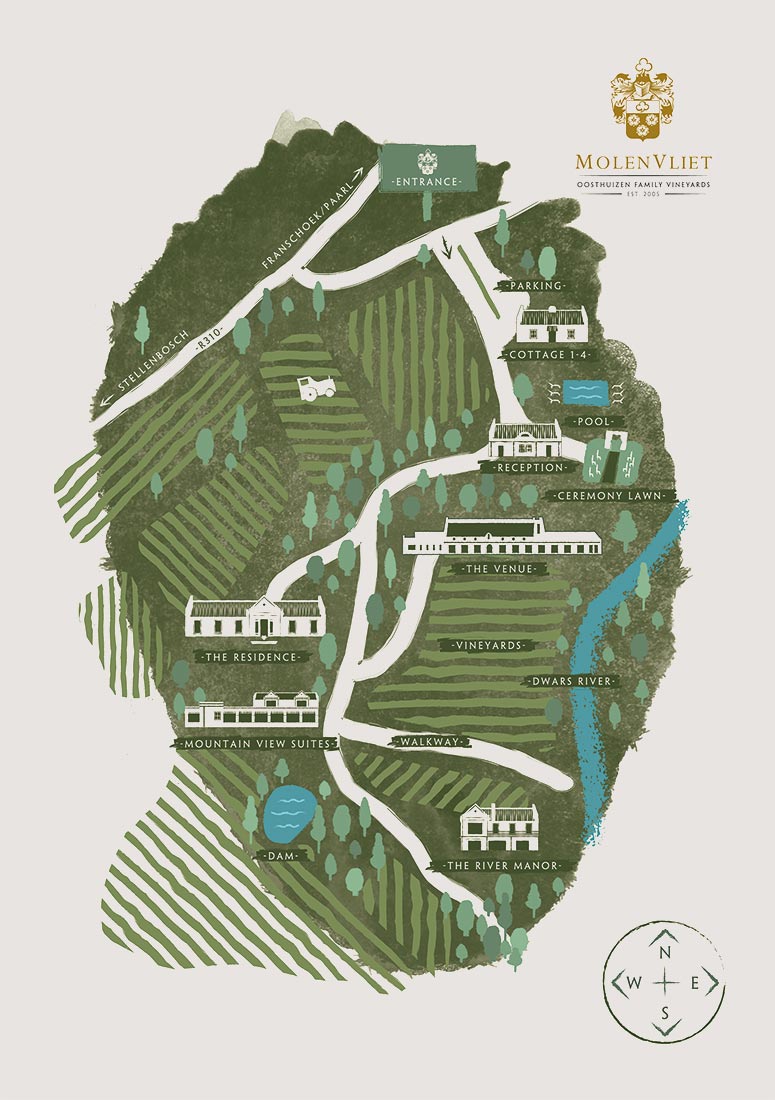 MOLENVLIET
OOSTHUIZEN FAMILY VINEYARDS
EST. 2005
-ENTRANCE-
FRANSCHOEK/PAARL
STELLENBOSCH
-R310-
-PARKING-
-COTTAGE 1-4-
-POOL-
-RECEPTION-
-CEREMONY LAWN-
-THE VENUE-
-VINEYARDS-
-THE RESIDENCE-
-DWARS RIVER-
-MOUNTAIN VIEW SUITES-
-WALKWAY-
-DAM-
-THE RIVER MANOR-
N
W E
S